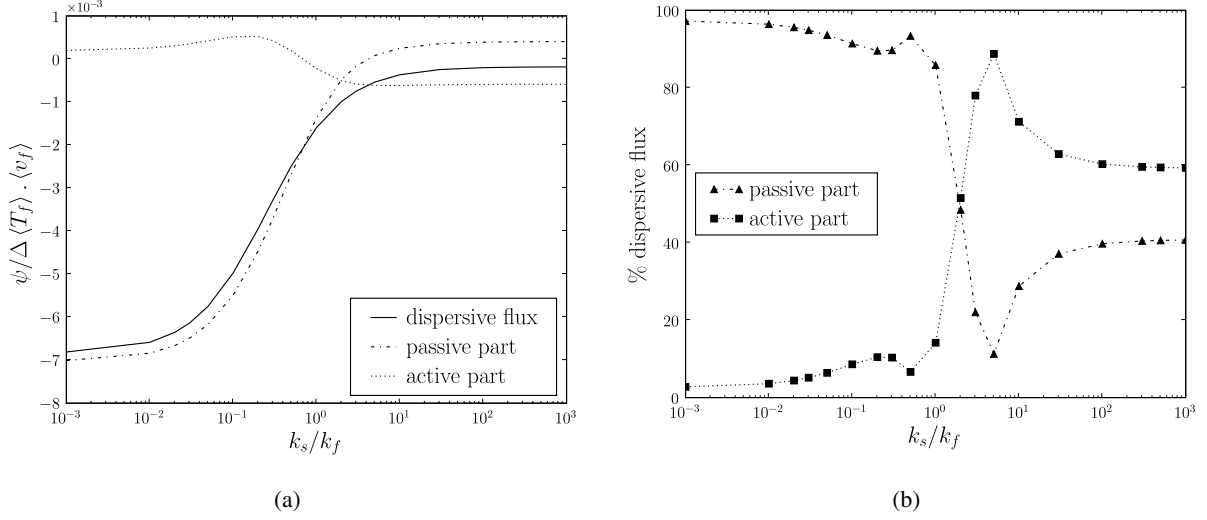 ×10⁻³
1
0
−1
−2
−3
−4
−5
−6
−7
−8
ψ/Δ ⟨T_f⟩ . ⟨v_f⟩
dispersive flux
passive part
active part
10⁻³ 10⁻² 10⁻¹ 10⁰ 10¹ 10² 10³
k_s/k_f
(a)
100
80
60
40
20
0
% dispersive flux
passive part
active part
10⁻³ 10⁻² 10⁻¹ 10⁰ 10¹ 10² 10³
k_s/k_f
(b)